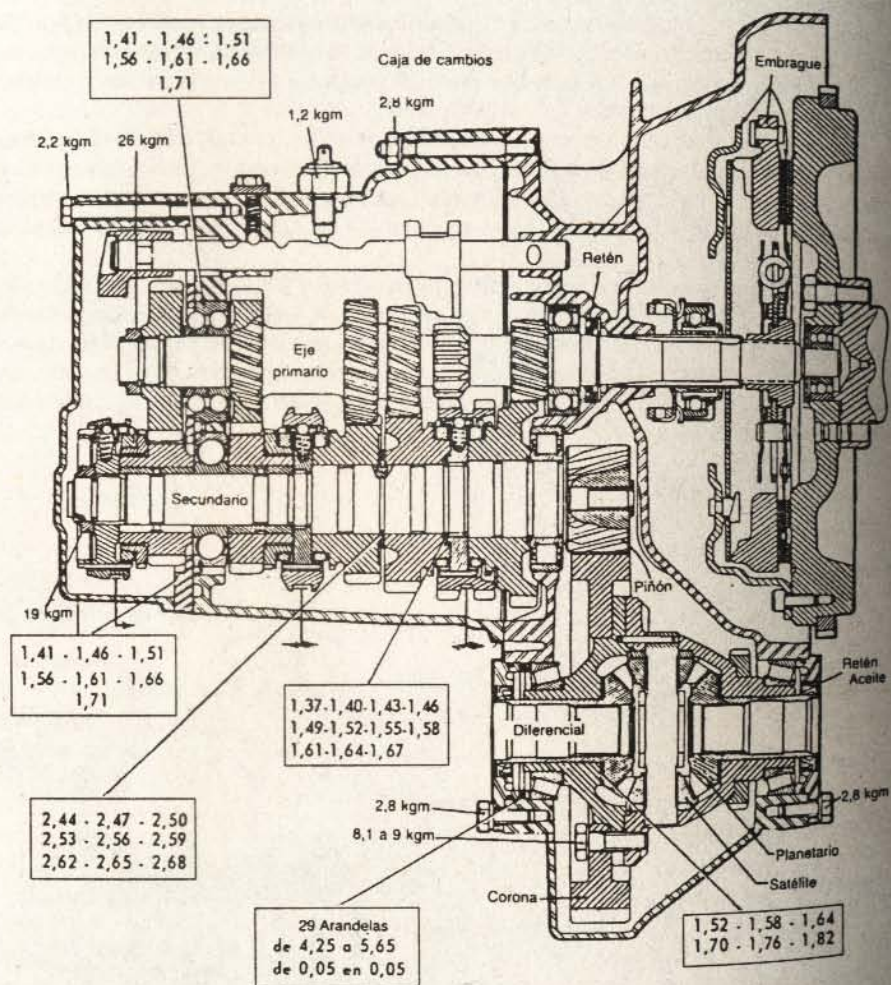 1,41 - 1,46 - 1,51
1,56 - 1,61 - 1,66
1,71
Caja de cambios
Embrague
2,8 kgm
1,2 kgm
2,2 kgm
26 kgm
Retén
Eje
primario
Secundario
Piñón
19 kgm
1,41 - 1,46 - 1,51
1,56 - 1,61 - 1,66
1,71
Retén
Aceite
1,37-1,40-1,43-1,46
1,49-1,52-1,55-1,58
1,61-1,64-1,67
Diferencial
2,44 - 2,47 - 2,50
2,53 - 2,56 - 2,59
2,62 - 2,65 - 2,68
2,8 kgm
2,8 kgm
8,1 a 9 kgm
Planetario
Satélite
Corona
29 Arandelas
de 4,25 a 5,65
de 0,05 en 0,05
1,52 - 1,58 - 1,64
1,70 - 1,76 - 1,82